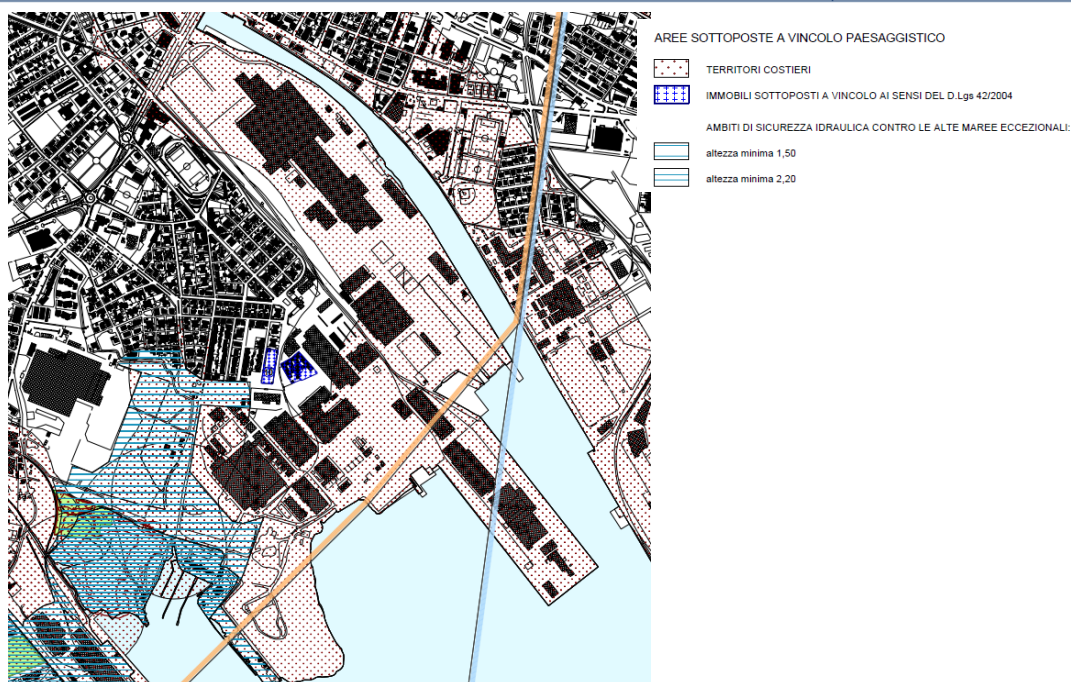 AREE SOTTOPOSTE A VINCOLO PAESAGGISTICO
TERRITORI COSTIERI
IMMOBILI SOTTOPOSTI A VINCOLO AI SENSI DEL D.Lgs 42/2004
AMBITI DI SICUREZZA IDRAULICA CONTRO LE ALTE MAREE ECCEZIONALI:
altezza minima 1,50
altezza minima 2,20